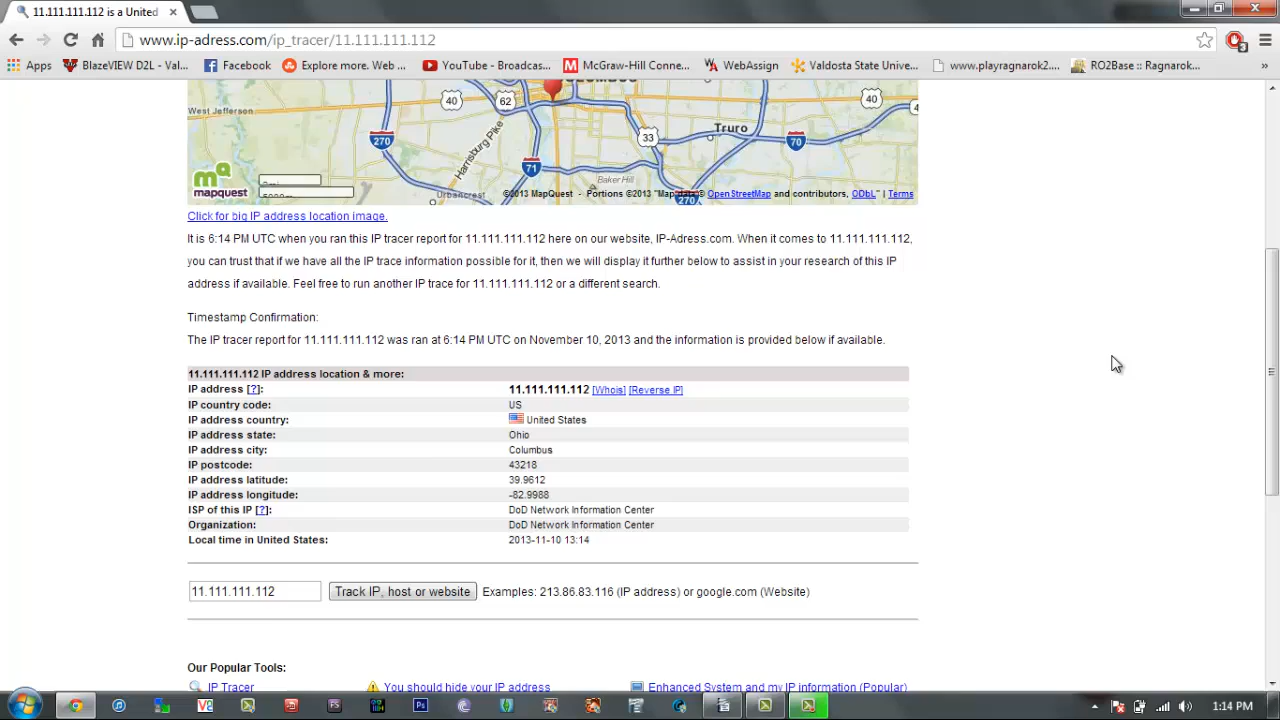 11.111.111.112 is a United
www.ip-adress.com/ip_tracer/11.111.111.112
3
Apps
BlazeVIEW D2L - Val...
Facebook
Explore more. Web ...
YouTube - Broadcas...
McGraw-Hill Conne...
WebAssign
Valdosta State Unive...
www.playragnarok2....
RO2Base :: Ragnarok...
»
40
62
40
West Jefferson
270
Harrisburg Pike
33
Truro
70
71
Baker Hill
Urbancrest
270
mapquest
©2013 MapQuest - Portions ©2013 "Map data © OpenStreetMap and contributors, ODbL" | Terms
Click for big IP address location image.
It is 6:14 PM UTC when you ran this IP tracer report for 11.111.111.112 here on our website, IP-Adress.com. When it comes to 11.111.111.112,
you can trust that if we have all the IP trace information possible for it, then we will display it further below to assist in your research of this IP
address if available. Feel free to run another IP trace for 11.111.111.112 or a different search.
Timestamp Confirmation:
The IP tracer report for 11.111.111.112 was ran at 6:14 PM UTC on November 10, 2013 and the information is provided below if available.
11.111.111.112 IP address location & more:
IP address [?]: 11.111.111.112 [Whois] [Reverse IP]
IP country code: US
IP address country: United States
IP address state: Ohio
IP address city: Columbus
IP postcode: 43218
IP address latitude: 39.9612
IP address longitude: -82.9988
ISP of this IP [?]: DoD Network Information Center
Organization: DoD Network Information Center
Local time in United States: 2013-11-10 13:14
11.111.111.112 Track IP, host or website Examples: 213.86.83.116 (IP address) or google.com (Website)
Our Popular Tools:
IP Tracer
You should hide your IP address
Enhanced System and my IP information (Popular)
1:14 PM